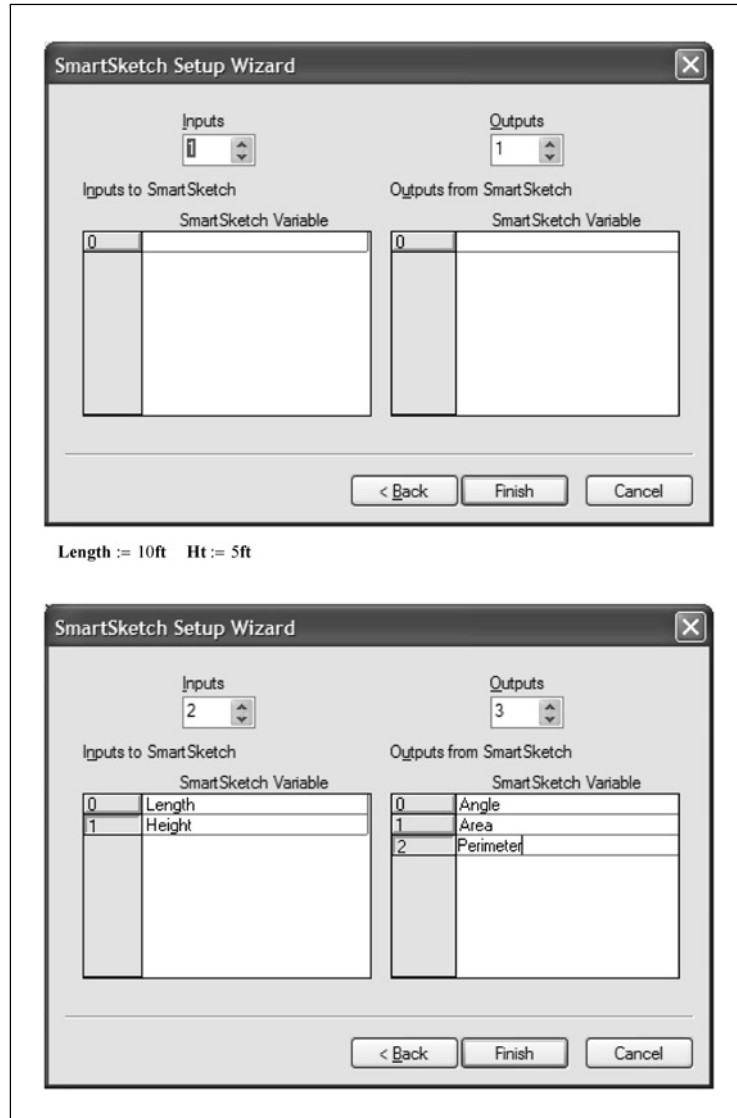 SmartSketch Setup Wizard
Inputs Outputs
1 1
Inputs to SmartSketch Outputs from SmartSketch
SmartSketch Variable SmartSketch Variable
0 0
< Back Finish Cancel
Length := 10ft Ht := 5ft
SmartSketch Setup Wizard
Inputs Outputs
2 3
Inputs to SmartSketch Outputs from SmartSketch
SmartSketch Variable SmartSketch Variable
0 Length 0 Angle
1 Height 1 Area
2 Perimeter
< Back Finish Cancel